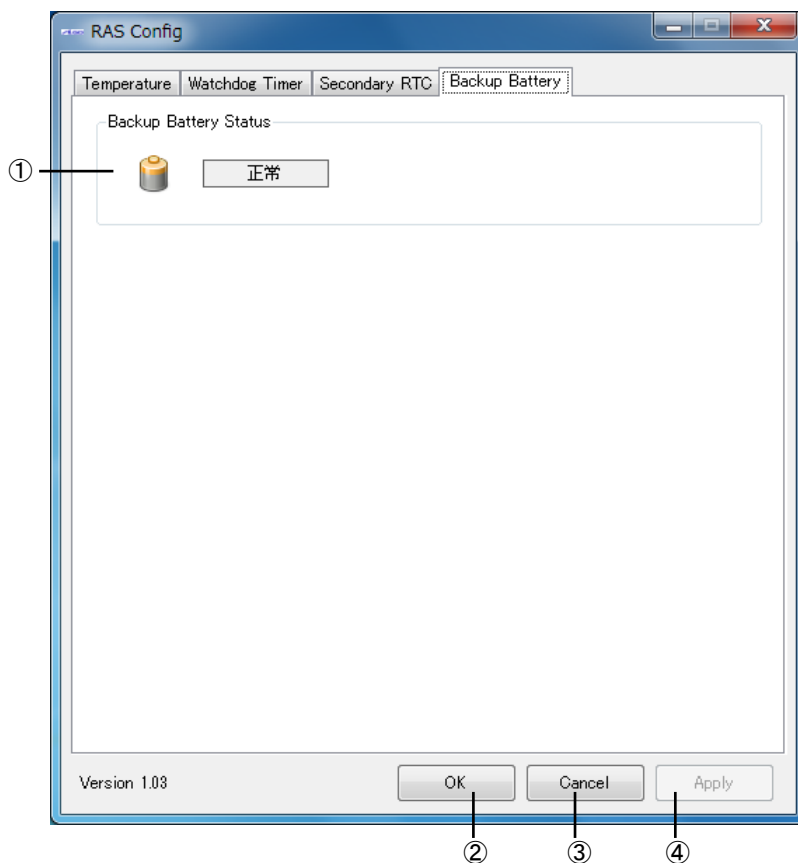 RAS Config
Temperature Watchdog Timer Secondary RTC Backup Battery
Backup Battery Status
① 正常
Version 1.03 OK Cancel Apply
② ③ ④